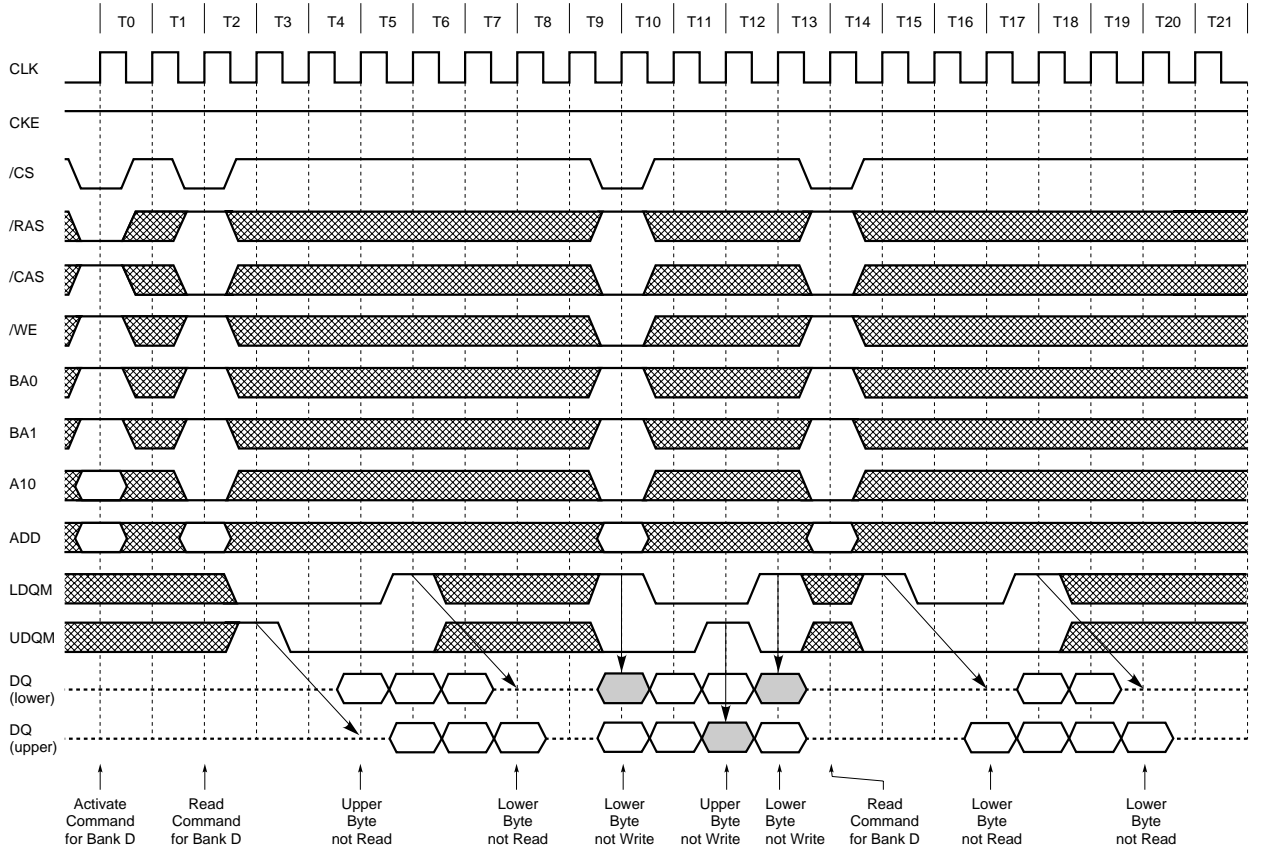 T0 T1 T2 T3 T4 T5 T6 T7 T8 T9 T10 T11 T12 T13 T14 T15 T16 T17 T18 T19 T20 T21
CLK
CKE
/CS
/RAS
/CAS
/WE
BA0
BA1
A10
ADD
LDQM
UDQM
DQ
(lower)
DQ
(upper)
Activate
Command
for Bank D
Read
Command
for Bank D
Upper
Byte
not Read
Lower
Byte
not Read
Lower
Byte
not Write
Upper
Byte
not Write
Lower
Byte
not Write
Read
Command
for Bank D
Lower
Byte
not Read
Lower
Byte
not Read